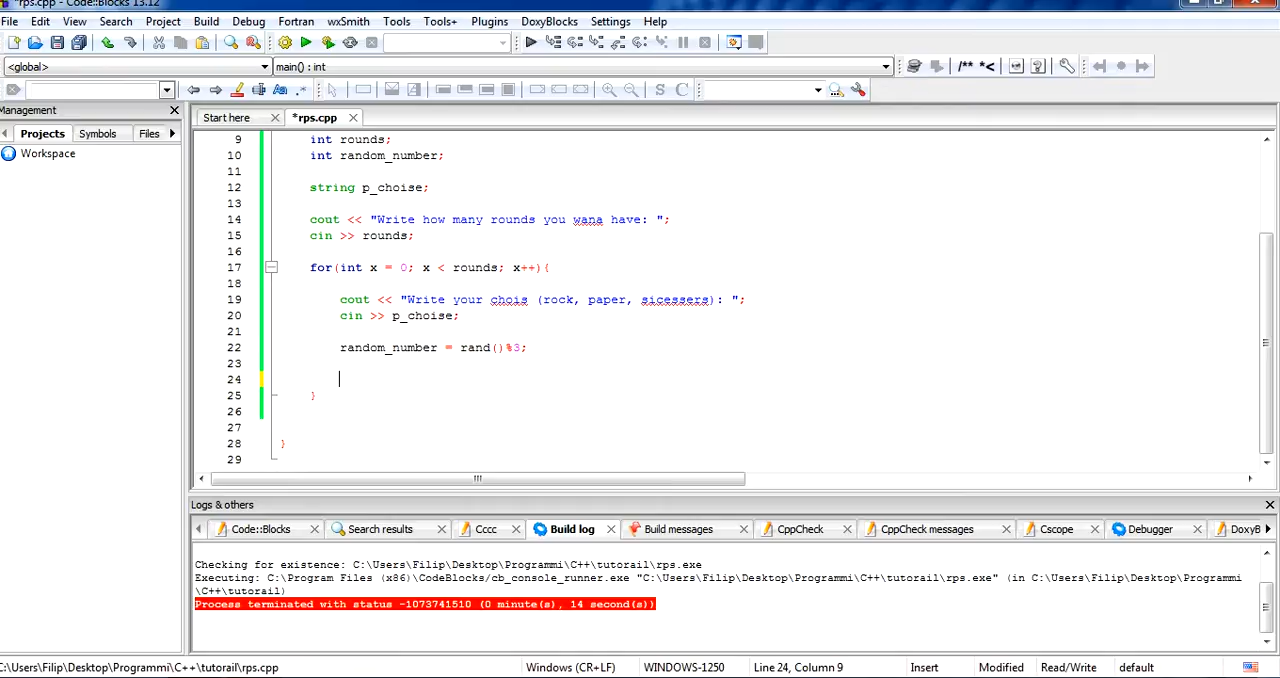 *rps.cpp - Code::Blocks 13.12
File Edit View Search Project Build Debug Fortran wxSmith Tools Tools+ Plugins DoxyBlocks Settings Help
<global> main() : int /** *<
Aa .* S C
Management Start here *rps.cpp
Projects Symbols Files
Workspace
9 int rounds;
10 int random_number;
11
12 string p_choise;
13
14 cout << "Write how many rounds you wana have: ";
15 cin >> rounds;
16
17 for(int x = 0; x < rounds; x++){
18
19 cout << "Write your chois (rock, paper, sicessers): ";
20 cin >> p_choise;
21
22 random_number = rand()%3;
23
24
25 }
26
27
28 }
29
Logs & others
Code::Blocks Search results Cccc Build log Build messages CppCheck CppCheck messages Cscope Debugger DoxyB
Checking for existence: C:\Users\Filip\Desktop\Programmi\C++\tutorail\rps.exe
Executing: C:\Program Files (x86)\CodeBlocks/cb_console_runner.exe "C:\Users\Filip\Desktop\Programmi\C++\tutorail\rps.exe" (in C:\Users\Filip\Desktop\Programmi
\C++\tutorail)
Process terminated with status -1073741510 (0 minute(s), 14 second(s))
C:\Users\Filip\Desktop\Programmi\C++\tutorail\rps.cpp Windows (CR+LF) WINDOWS-1250 Line 24, Column 9 Insert Modified Read/Write default